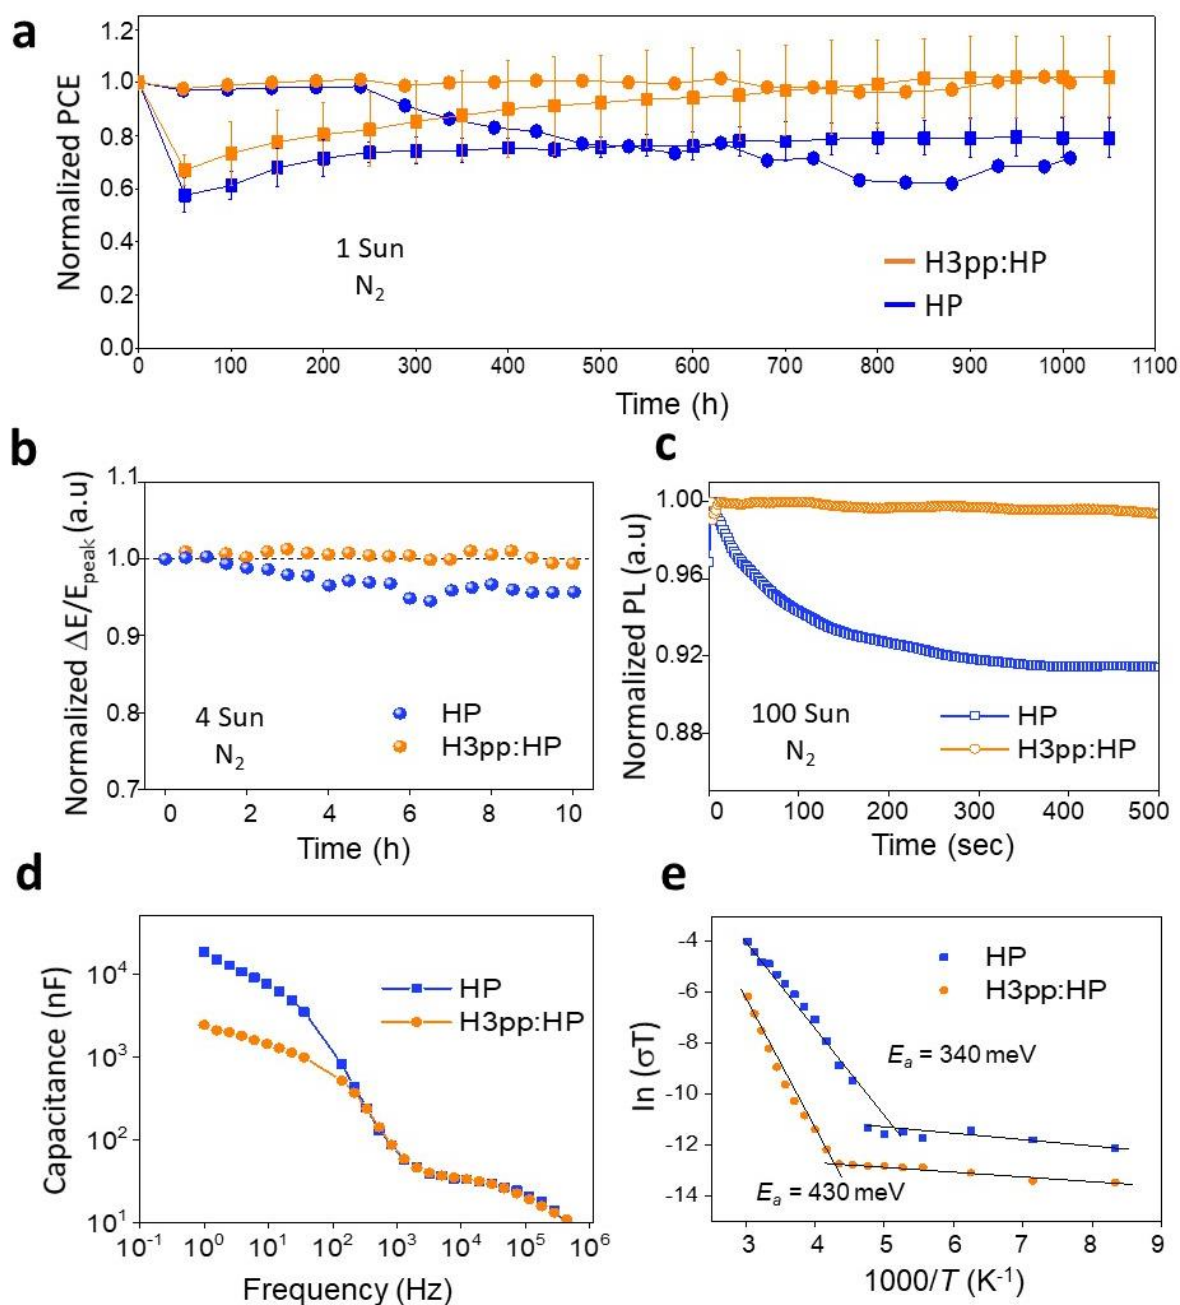 a
1.2
1.0
0.8
0.6
0.4
0.2
0.0
Normalized PCE
1 Sun
N2
H3pp:HP
HP
0 100 200 300 400 500 600 700 800 900 1000 1100
Time (h)
b
1.1
1.0
0.9
0.8
0.7
Normalized ΔE/Epeak (a.u)
4 Sun
N2
HP
H3pp:HP
0 2 4 6 8 10
Time (h)
c
1.00
0.96
0.92
0.88
Normalized PL (a.u)
100 Sun
N2
HP
H3pp:HP
0 100 200 300 400 500
Time (sec)
d
10^4
10^3
10^2
10^1
Capacitance (nF)
HP
H3pp:HP
10^-1 10^0 10^1 10^2 10^3 10^4 10^5 10^6
Frequency (Hz)
e
-4
-6
-8
-10
-12
-14
ln (σT)
HP
H3pp:HP
Ea = 340 meV
Ea = 430 meV
3 4 5 6 7 8 9
1000/T (K^-1)